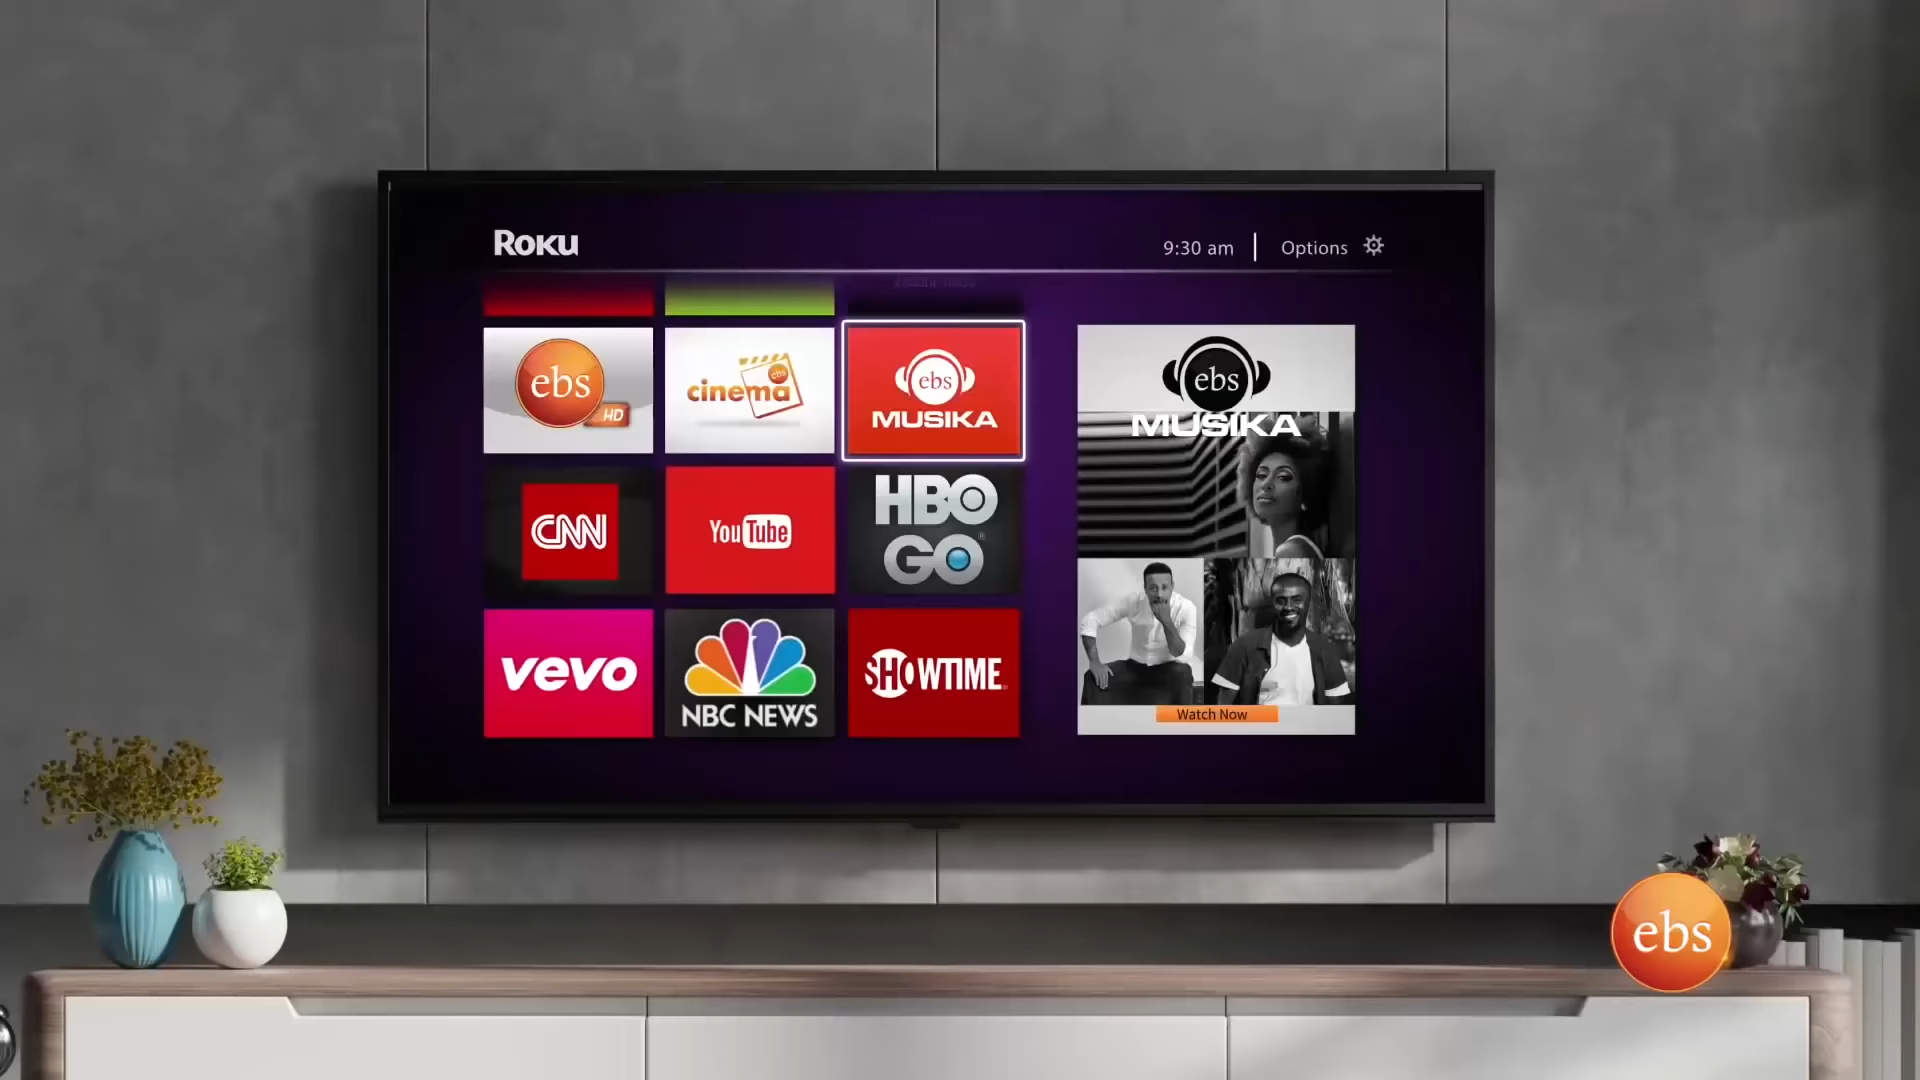 Roku
9:30 am
Options
ebs
HD
cinema
ebs
ebs
MUSIKA
CNN
YouTube
HBO
GO
vevo
NBC NEWS
SHOWTIME
ebs
MUSIKA
Watch Now
ebs